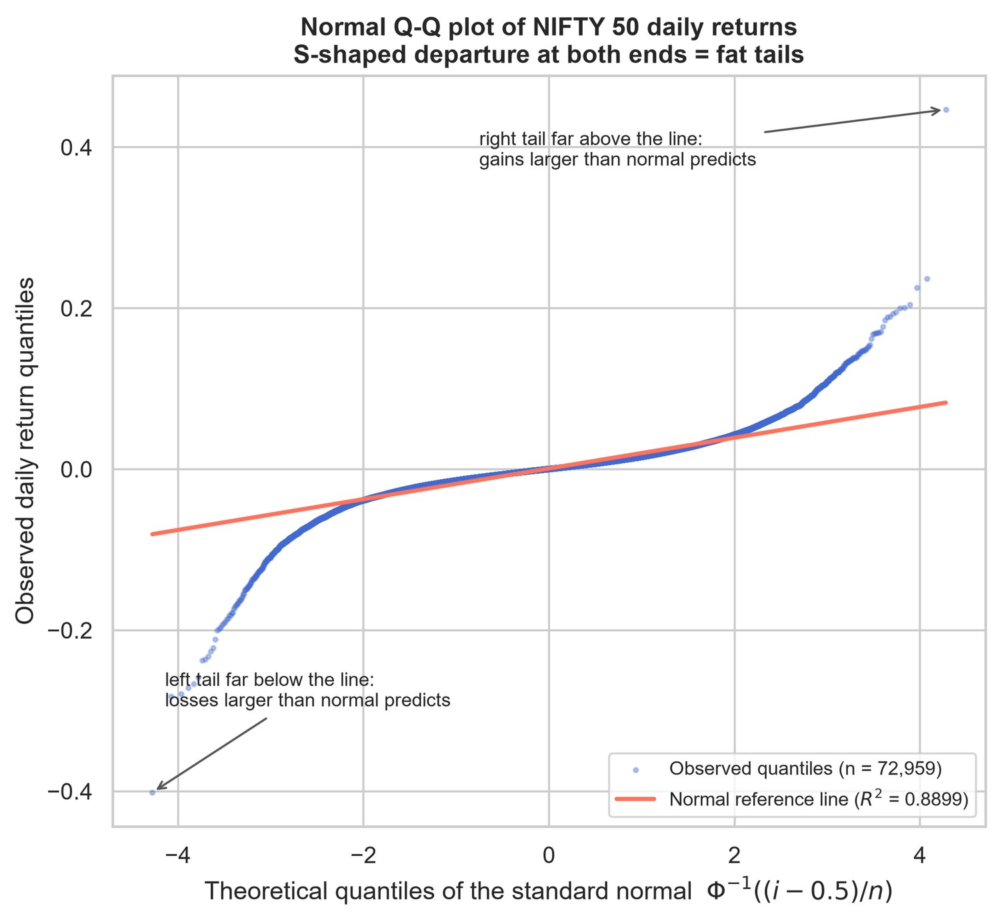 Normal Q-Q plot of NIFTY 50 daily returns
S-shaped departure at both ends = fat tails
right tail far above the line:
gains larger than normal predicts
0.4
0.2
0.0
−0.2
−0.4
Observed daily return quantiles
left tail far below the line:
losses larger than normal predicts
Observed quantiles (n = 72,959)
Normal reference line (R² = 0.8899)
−4
−2
0
2
4
Theoretical quantiles of the standard normal Φ⁻¹((i − 0.5)/n)